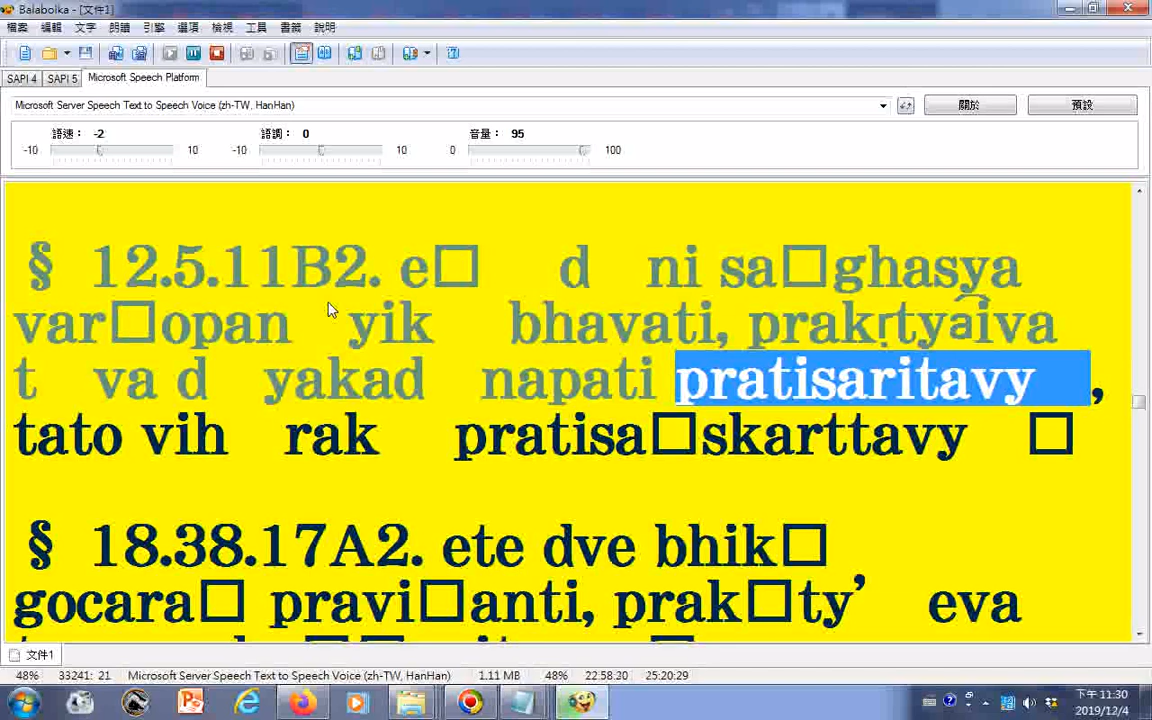 Balabolka - [文件1]
檔案 編輯 文字 朗讀 引擎 選項 檢視 工具 書籤 說明
SAPI 4 SAPI 5 Microsoft Speech Platform
Microsoft Server Speech Text to Speech Voice (zh-TW, HanHan) 關於 預設
語速： -2 語調： 0 音量： 95
-10 10 -10 10 0 100
§ 12.5.11B2. e□ d ni sa□ghasya
var□opan yik bhavati, prakṛtyaîva
t va d yakad napati pratisaritavy ,
tato vih rak pratisa□skarttavy □
§ 18.38.17A2. ete dve bhik□
gocara□ pravi□anti, prak□ty’ eva
文件1
48% 33241: 21 Microsoft Server Speech Text to Speech Voice (zh-TW, HanHan) 1.11 MB 48% 22:58:30 25:20:29
下午 11:30
2019/12/4